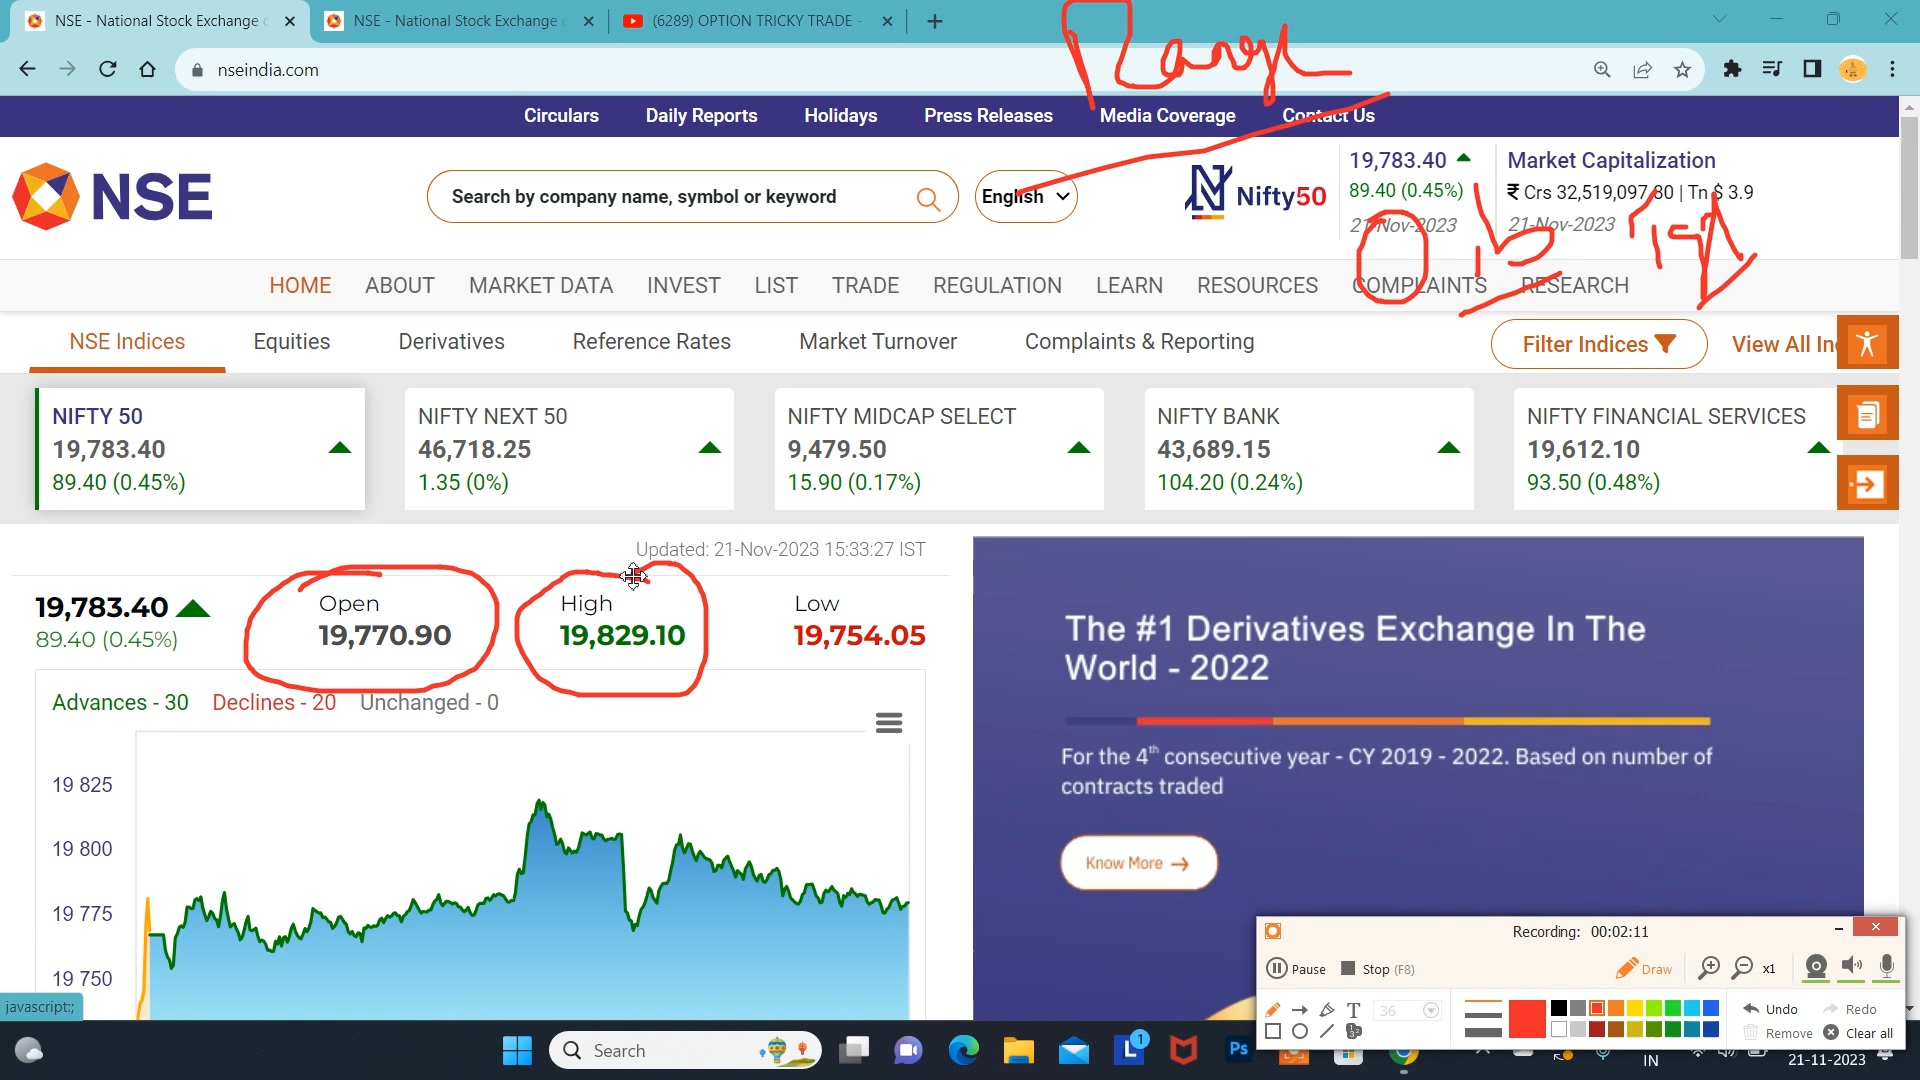 NSE - National Stock Exchange o
NSE - National Stock Exchange o
(6289) OPTION TRICKY TRADE -
nseindia.com
Range
Circulars Daily Reports Holidays Press Releases Media Coverage Contact Us
NSE
Search by company name, symbol or keyword
English
Nifty50
19,783.40
89.40 (0.45%)
21-Nov-2023
Market Capitalization
₹ Crs 32,519,097.80 | Tn $ 3.9
21-Nov-2023
HOME ABOUT MARKET DATA INVEST LIST TRADE REGULATION LEARN RESOURCES COMPLAINTS RESEARCH
NSE Indices Equities Derivatives Reference Rates Market Turnover Complaints & Reporting
Filter Indices
View All In
NIFTY 50
19,783.40
89.40 (0.45%)
NIFTY NEXT 50
46,718.25
1.35 (0%)
NIFTY MIDCAP SELECT
9,479.50
15.90 (0.17%)
NIFTY BANK
43,689.15
104.20 (0.24%)
NIFTY FINANCIAL SERVICES
19,612.10
93.50 (0.48%)
Updated: 21-Nov-2023 15:33:27 IST
19,783.40
89.40 (0.45%)
Open
19,770.90
High
19,829.10
Low
19,754.05
Advances - 30 Declines - 20 Unchanged - 0
19 825
19 800
19 775
19 750
The #1 Derivatives Exchange In The
World - 2022
For the 4th consecutive year - CY 2019 - 2022. Based on number of
contracts traded
Know More
javascript:;
Recording: 00:02:11
Pause Stop (F8) Draw x1
T 36 Undo Redo
Remove Clear all
Search
L 1
Ps
IN
21-11-2023